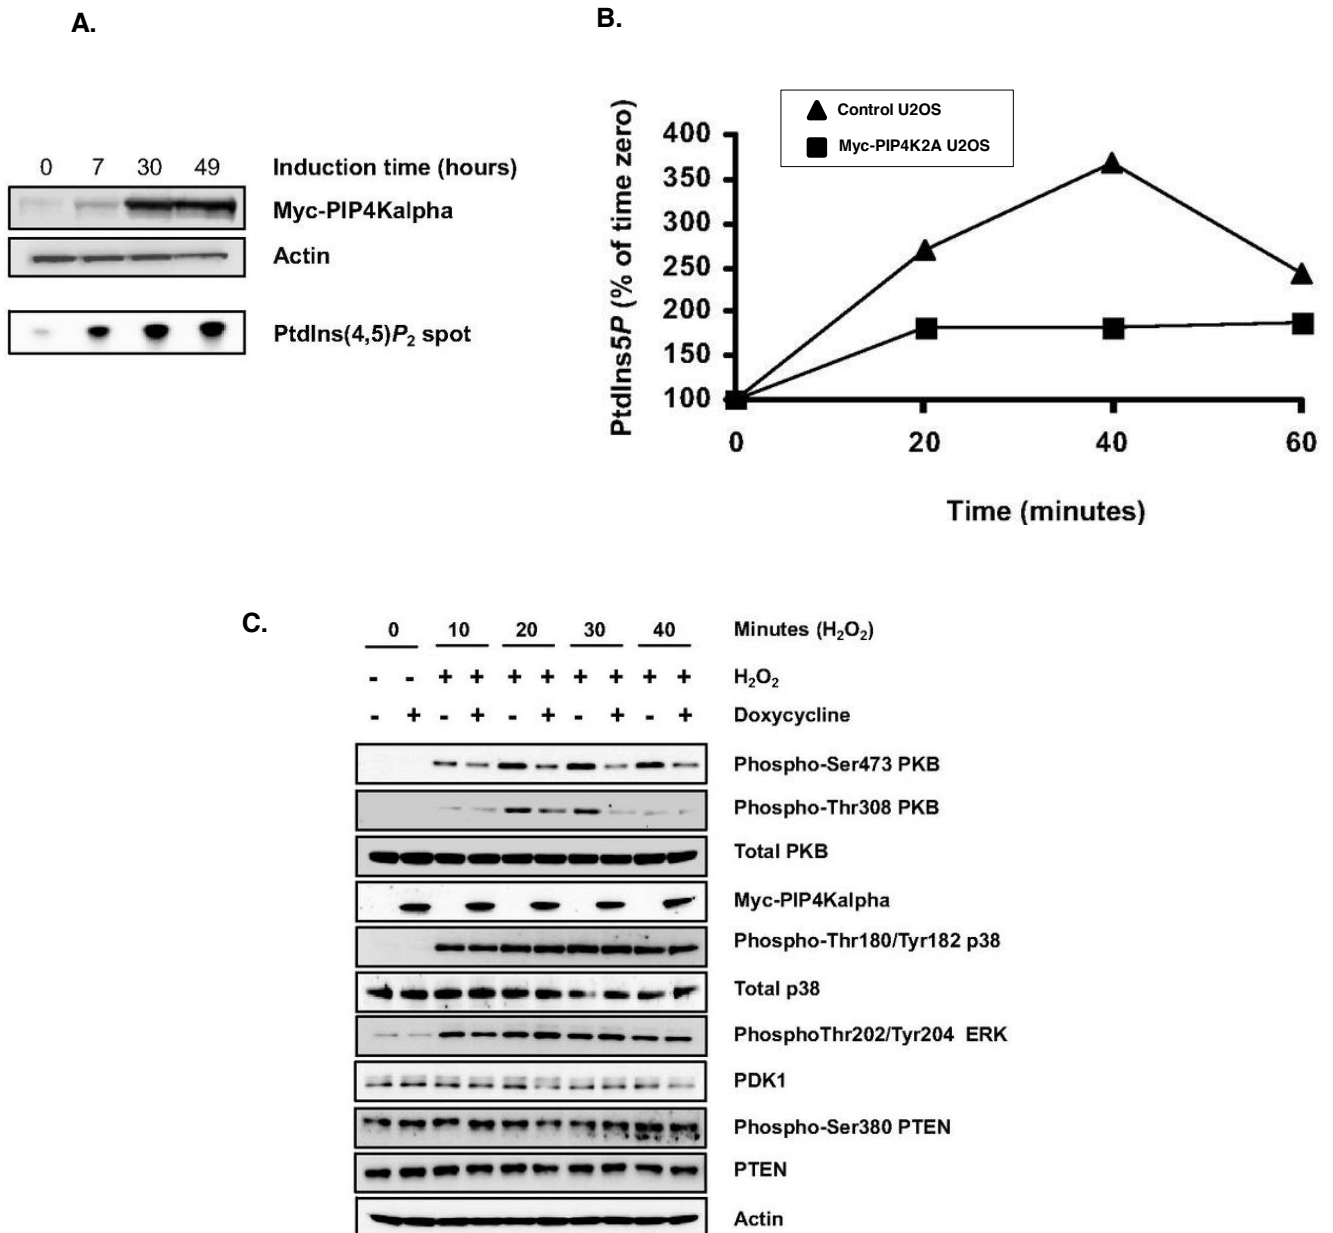 A.
0 7 30 49 Induction time (hours)
Myc-PIP4Kalpha
Actin
PtdIns(4,5)P2 spot
B.
Control U2OS
Myc-PIP4K2A U2OS
PtdIns5P (% of time zero)
400
350
300
250
200
150
100
0 20 40 60
Time (minutes)
C.
0 10 20 30 40 Minutes (H2O2)
- - + + + + + + + + H2O2
- + - + - + - + - + Doxycycline
Phospho-Ser473 PKB
Phospho-Thr308 PKB
Total PKB
Myc-PIP4Kalpha
Phospho-Thr180/Tyr182 p38
Total p38
PhosphoThr202/Tyr204 ERK
PDK1
Phospho-Ser380 PTEN
PTEN
Actin